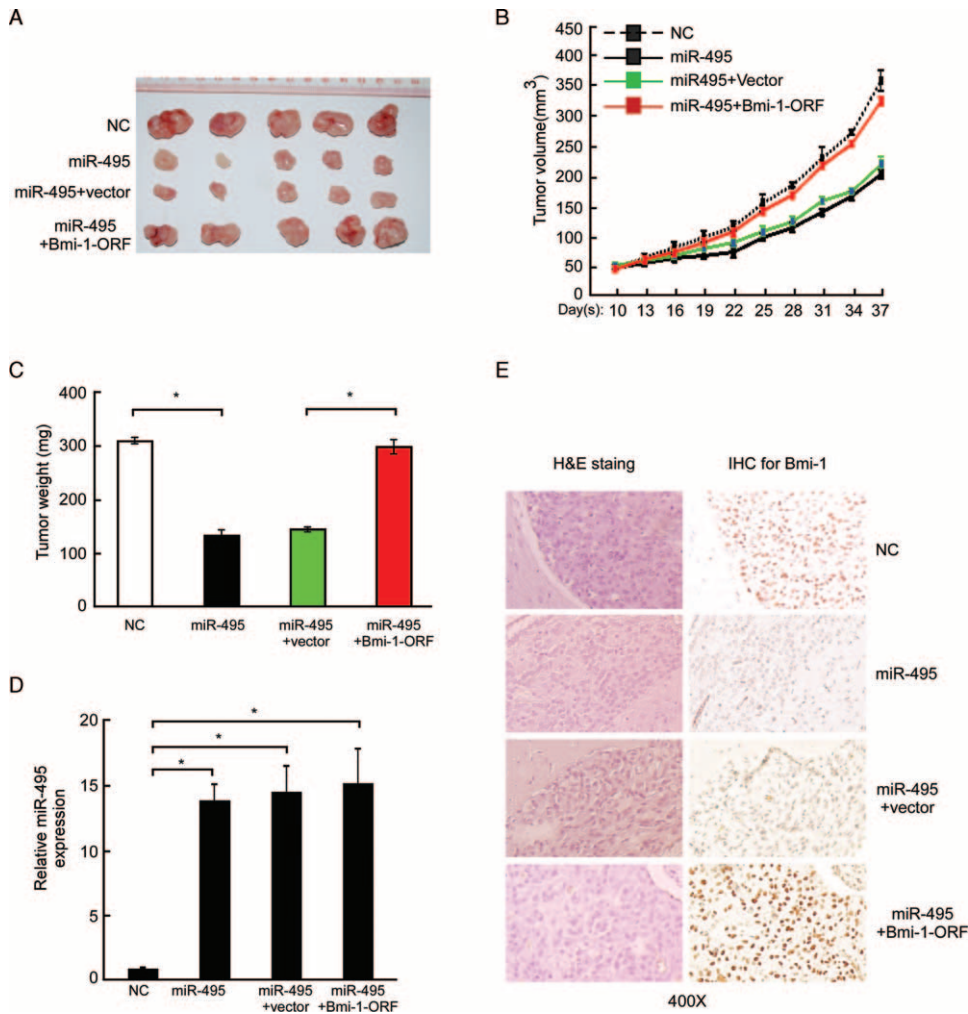 A
NC
miR-495
miR-495+vector
miR-495
+Bmi-1-ORF
B
450
400
350
300
250
200
150
100
50
0
Tumor volume(mm3)
NC
miR-495
miR495+Vector
miR-495+Bmi-1-ORF
Day(s): 10 13 16 19 22 25 28 31 34 37
C
400
300
200
100
0
Tumor weight (mg)
*
*
NC
miR-495
miR-495
+vector
miR-495
+Bmi-1-ORF
D
20
15
10
5
0
Relative miR-495
expression
*
*
*
NC
miR-495
miR-495
+vector
miR-495
+Bmi-1-ORF
E
H&E staing
IHC for Bmi-1
NC
miR-495
miR-495
+vector
miR-495
+Bmi-1-ORF
400X